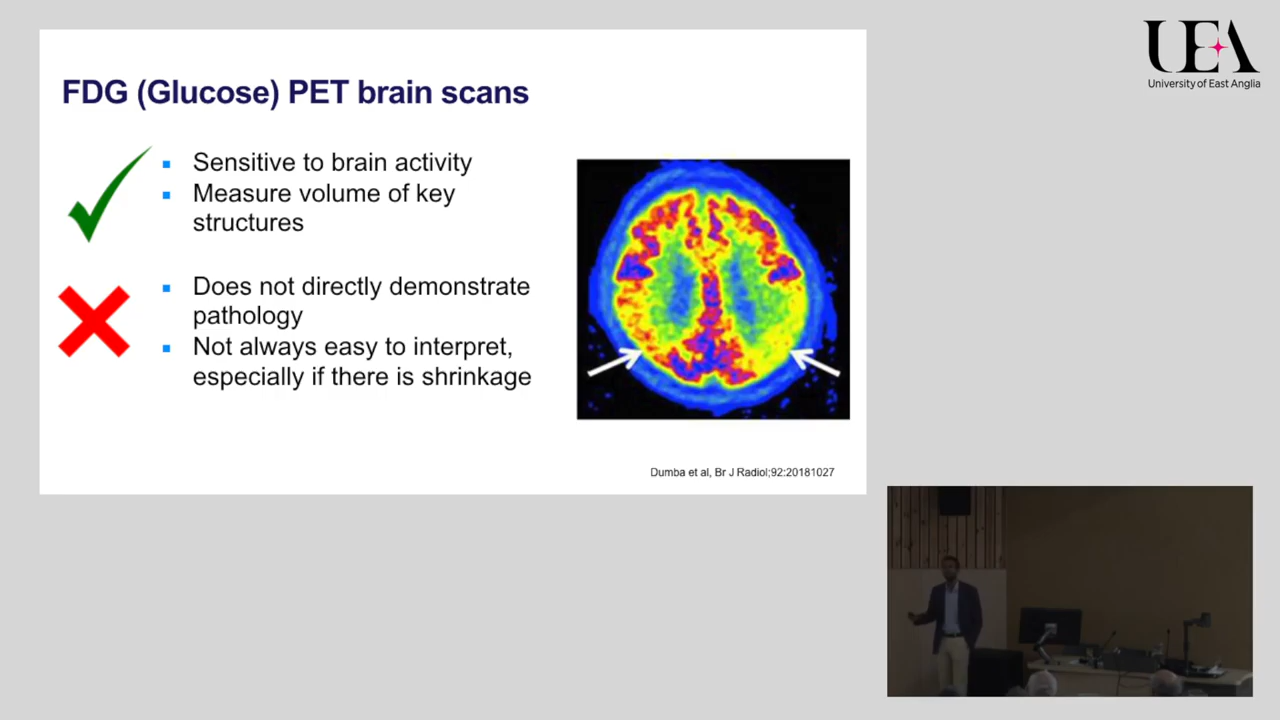 FDG (Glucose) PET brain scans
Sensitive to brain activity
Measure volume of key
structures
Does not directly demonstrate
pathology
Not always easy to interpret,
especially if there is shrinkage
Dumba et al, Br J Radiol;92:20181027
UEA
University of East Anglia